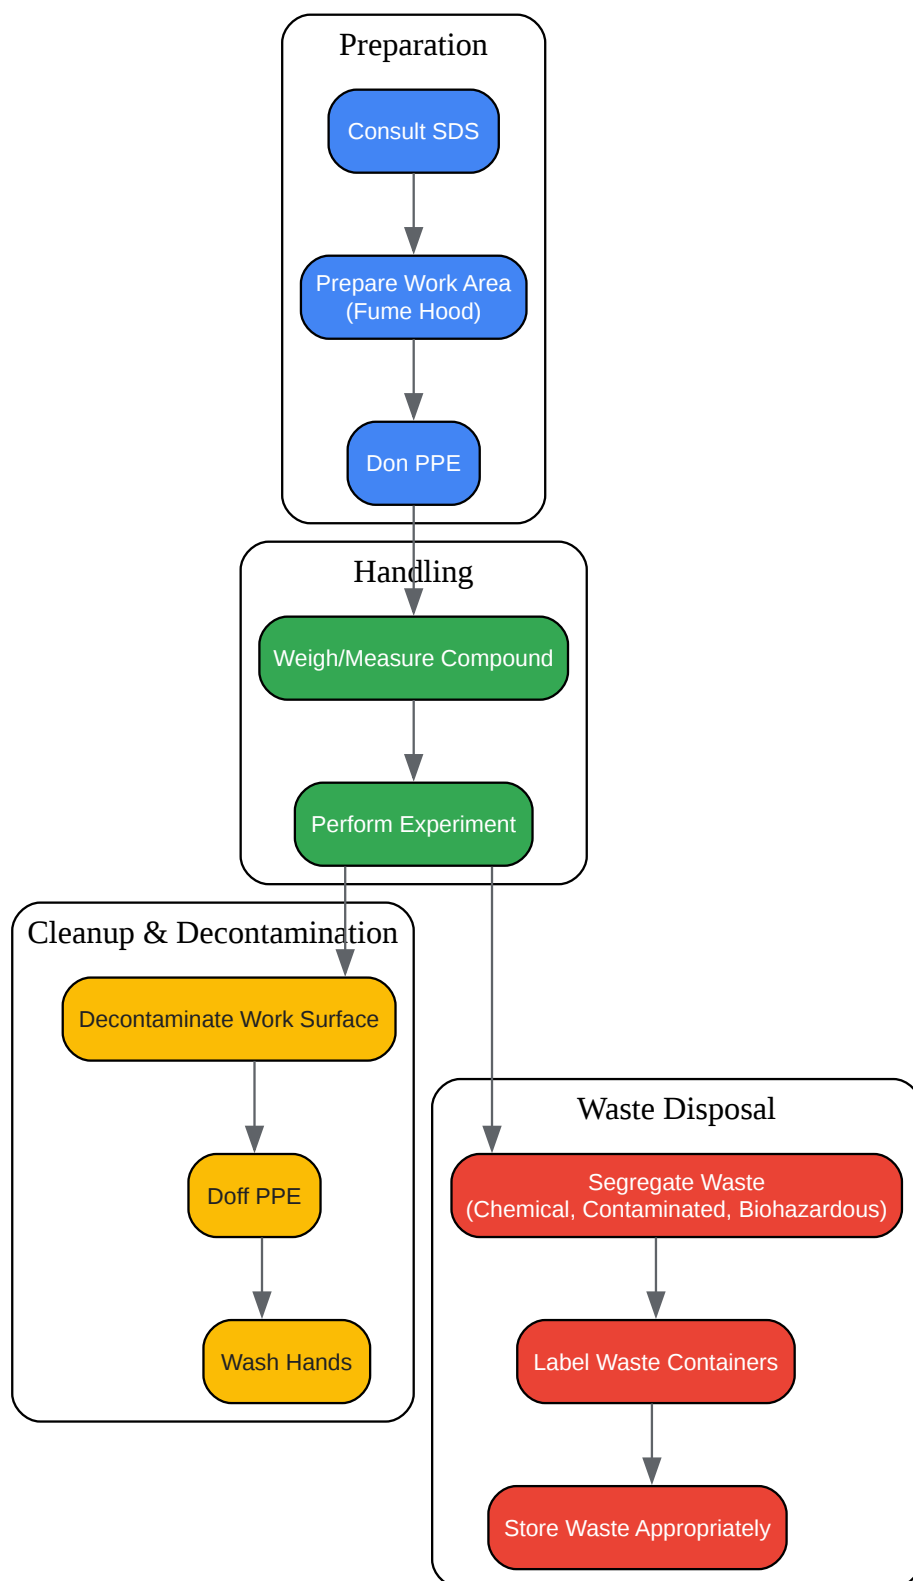 Preparation
Consult SDS
Prepare Work Area
(Fume Hood)
Don PPE
Handling
Weigh/Measure Compound
Perform Experiment
Cleanup & Decontamination
Decontaminate Work Surface
Doff PPE
Wash Hands
Waste Disposal
Segregate Waste
(Chemical, Contaminated, Biohazardous)
Label Waste Containers
Store Waste Appropriately